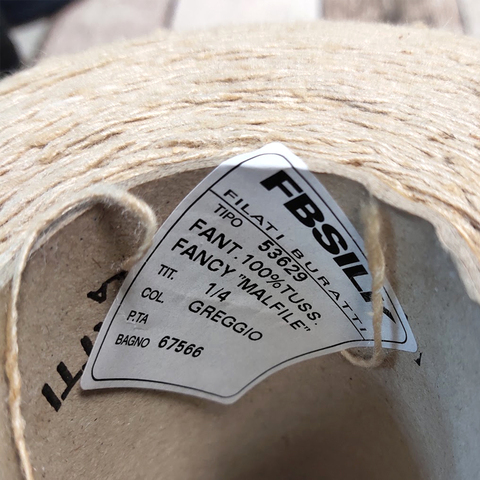 FBSILK
FILATI BURATTI
TIPO 53629
FANT. 100%TUSS.
FANCY "MALFILE"
TIT. 1/4
COL. GREGGIO
P.TA
BAGNO 67566